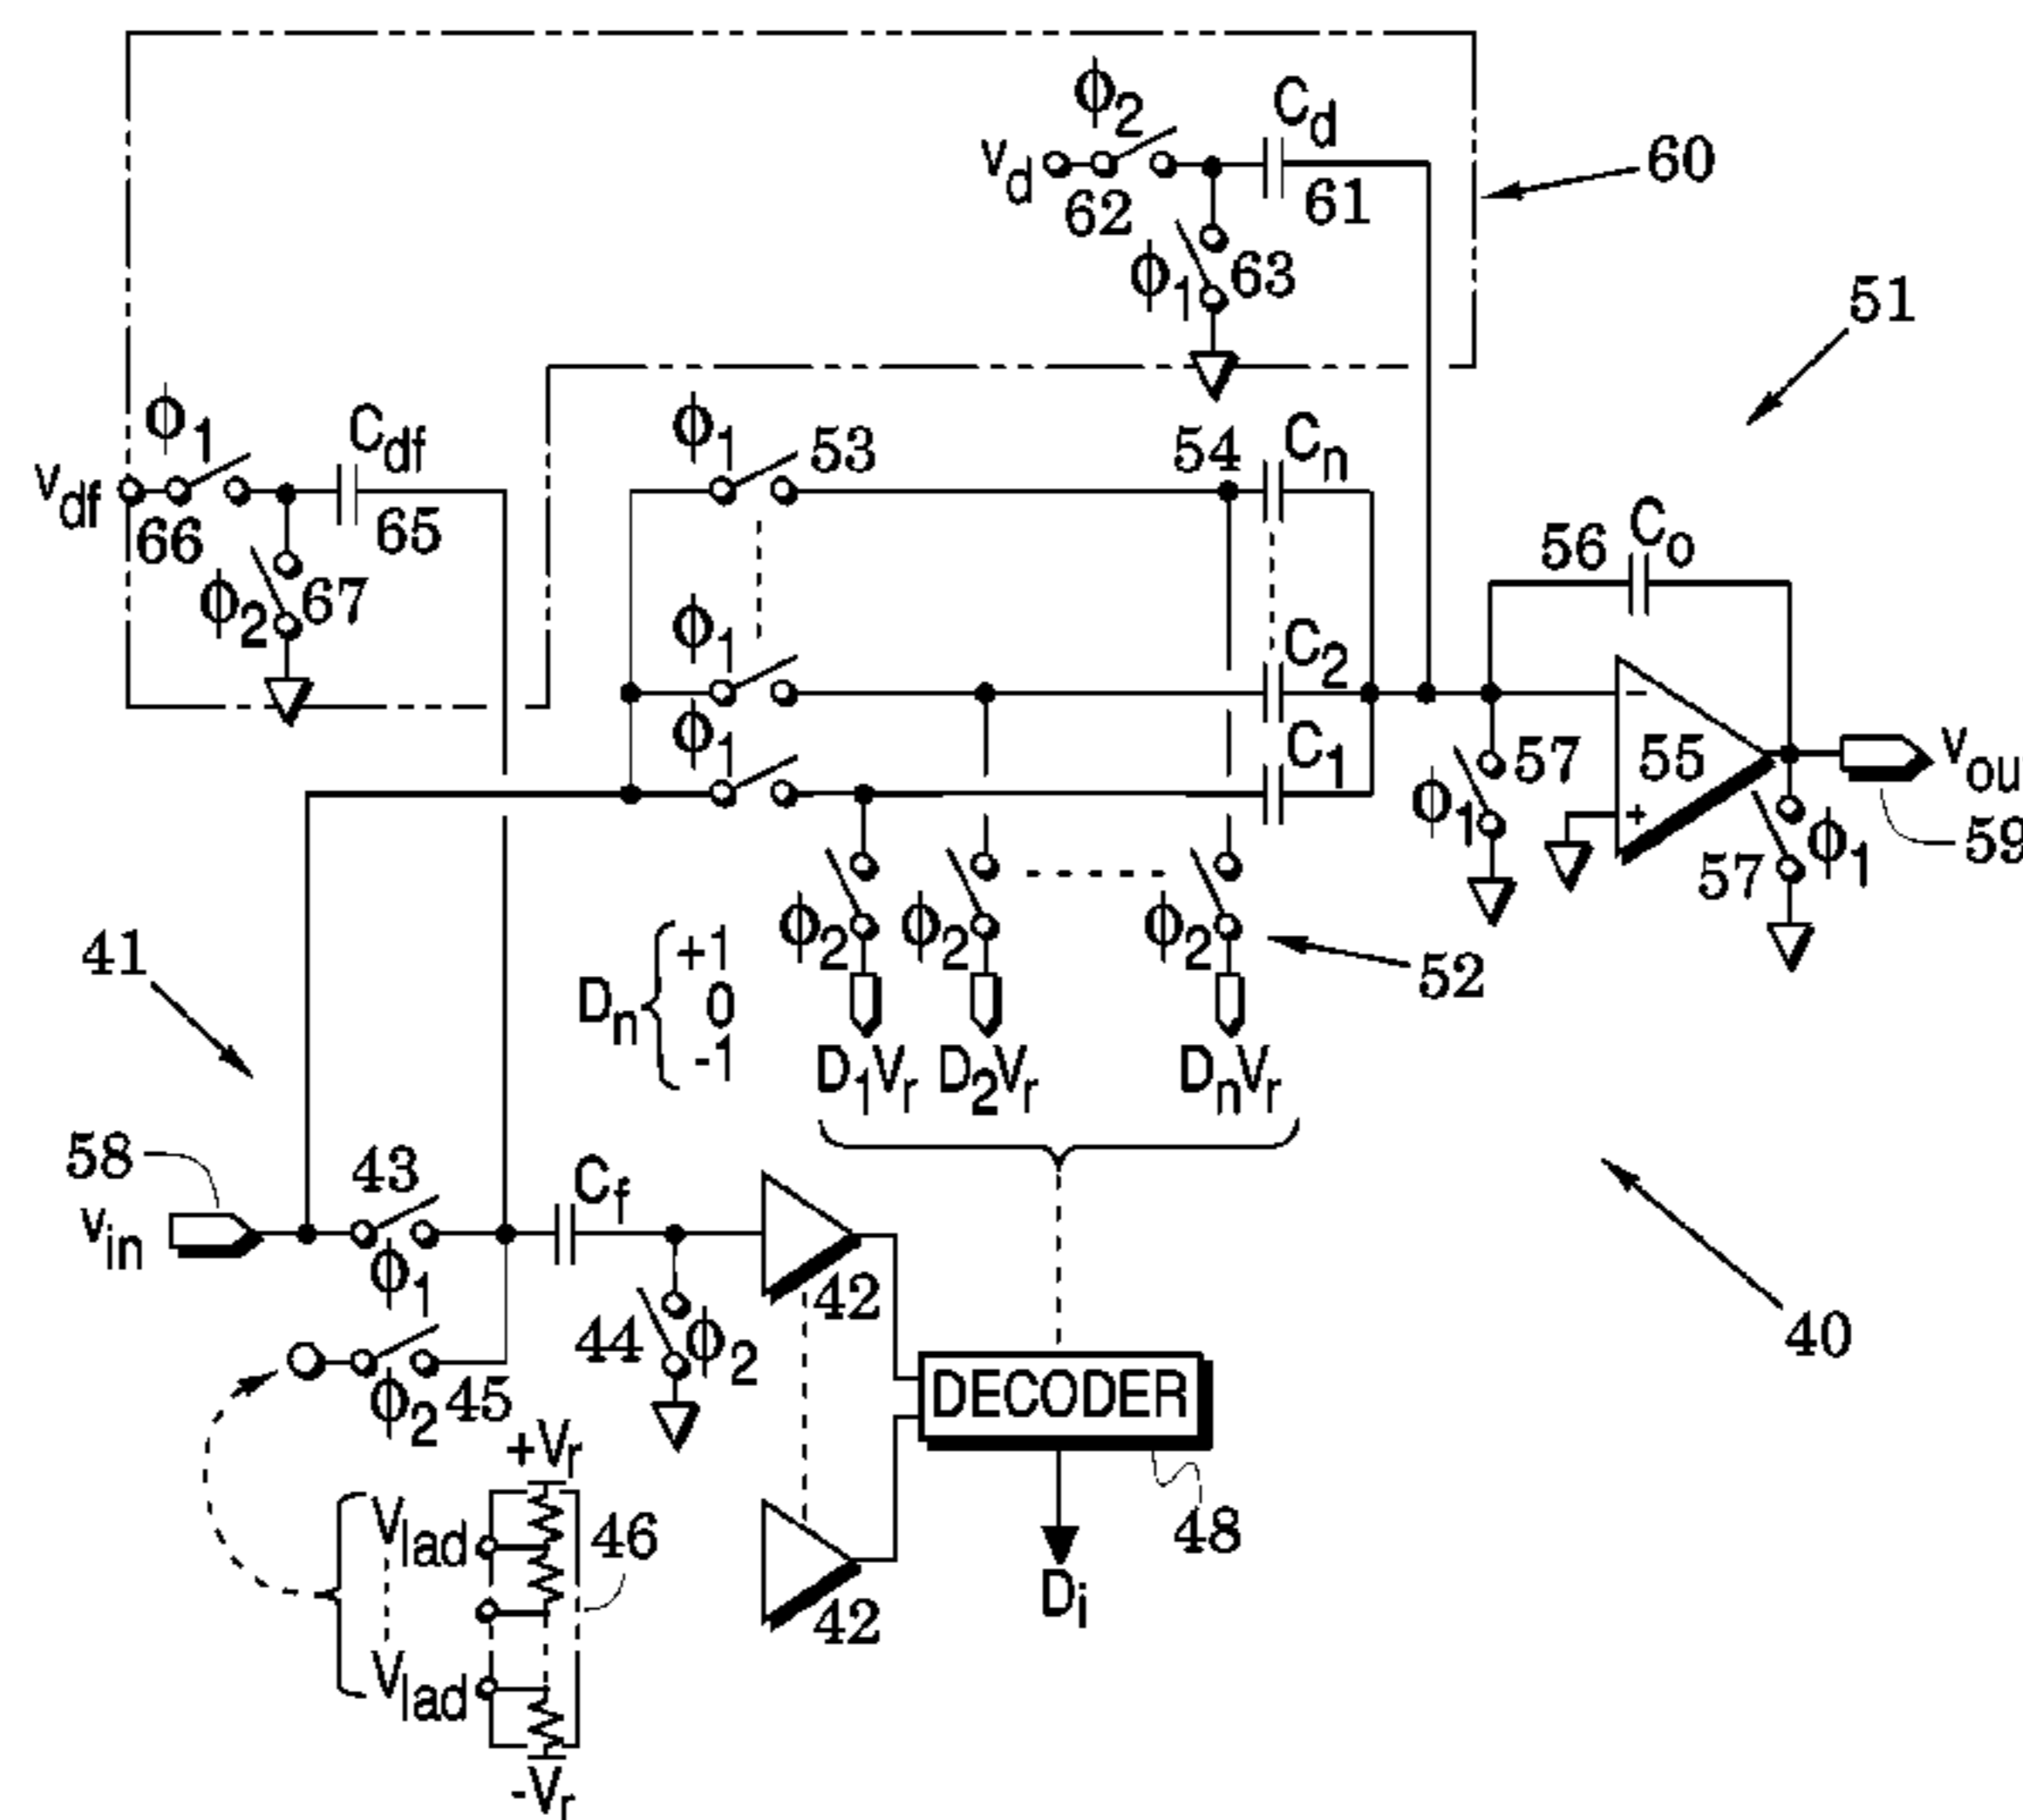 ϕ2 Cd
vd 62 61 60
ϕ1 63
51
ϕ1 Cdf ϕ1 53 54 Cn
vdf 66 65 56 Co
ϕ2 67 ϕ1 C2
ϕ1 C1 57 55 vou
ϕ1 - + 57 ϕ1 59
ϕ2 ϕ2 ϕ2 52
41 Dn { +1 0 -1
D1Vr D2Vr DnVr
58 43 Cf
vin ϕ1 42 44 ϕ2 40
ϕ2 45 DECODER
+Vr
Vlad 46 48
42 Di
Vlad
-Vr